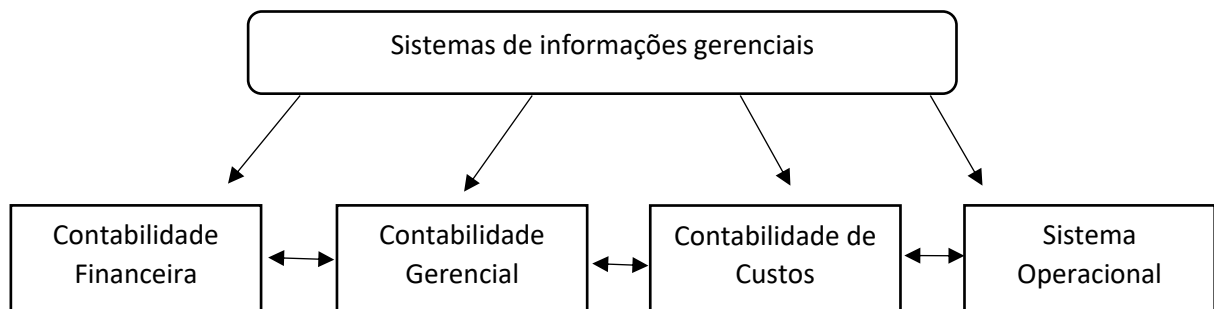 Sistemas de informações gerenciais
Contabilidade
Financeira
Contabilidade
Gerencial
Contabilidade de
Custos
Sistema
Operacional